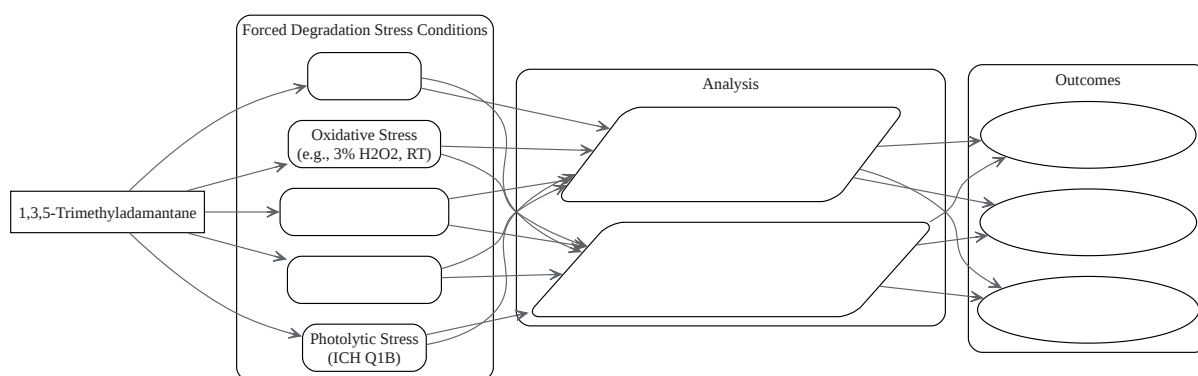 Forced Degradation Stress Conditions
Oxidative Stress
(e.g., 3% H2O2, RT)
1,3,5-Trimethyladamantane
Photolytic Stress
(ICH Q1B)
Analysis
Outcomes